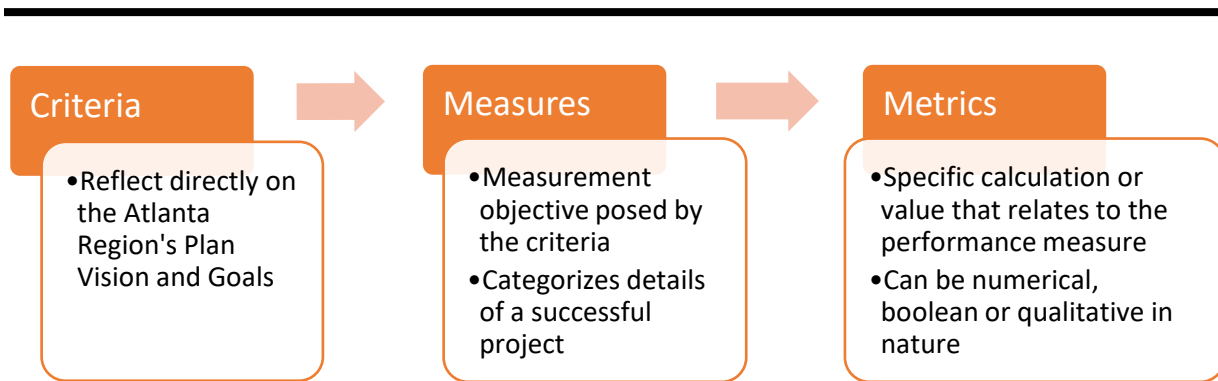 Criteria
•Reflect directly on
the Atlanta
Region's Plan
Vision and Goals
Measures
•Measurement
objective posed by
the criteria
•Categorizes details
of a successful
project
Metrics
•Specific calculation or
value that relates to the
performance measure
•Can be numerical,
boolean or qualitative in
nature